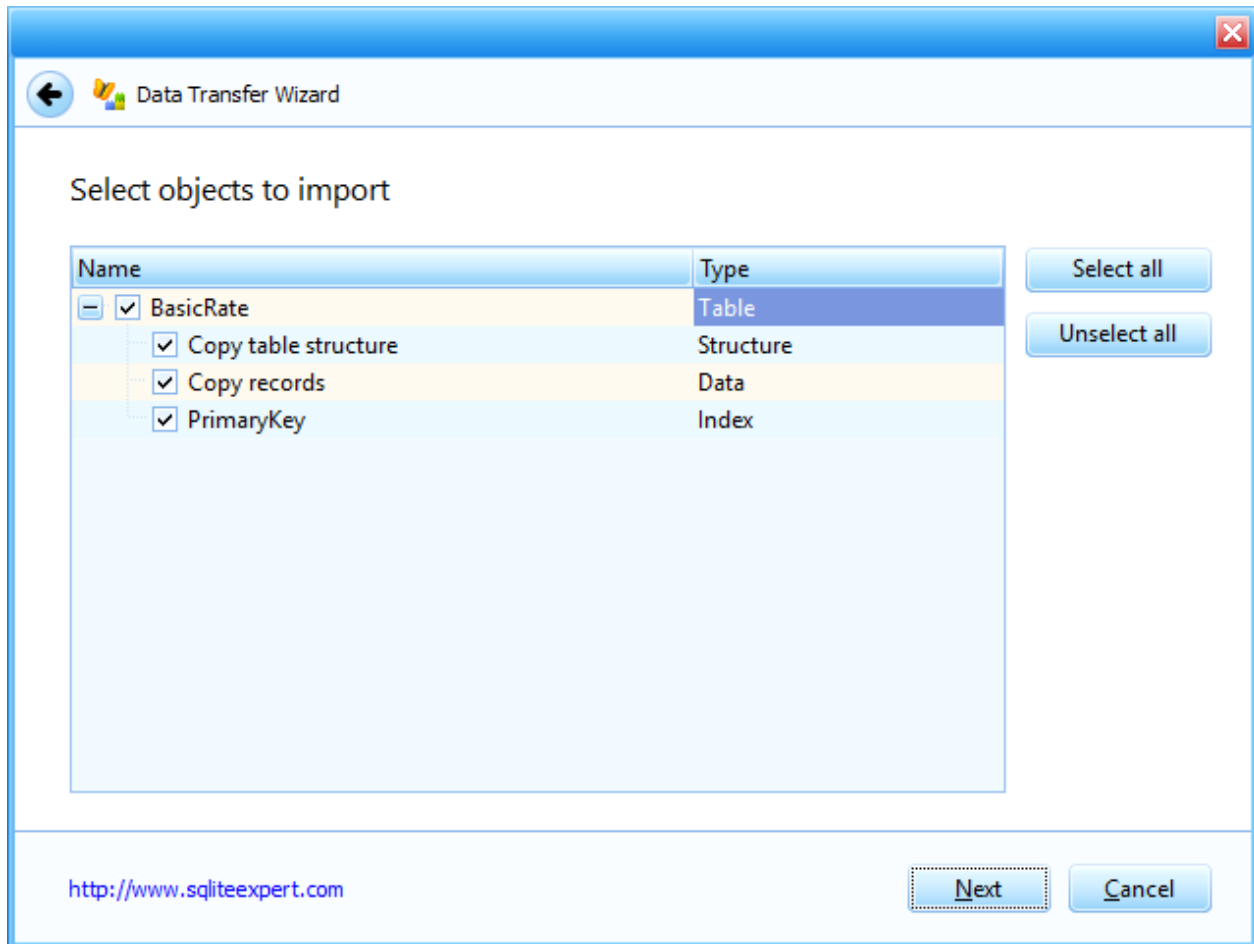 Data Transfer Wizard
Select objects to import
Name Type
BasicRate Table
Copy table structure Structure
Copy records Data
PrimaryKey Index
Select all
Unselect all
http://www.sqliteexpert.com
Next Cancel